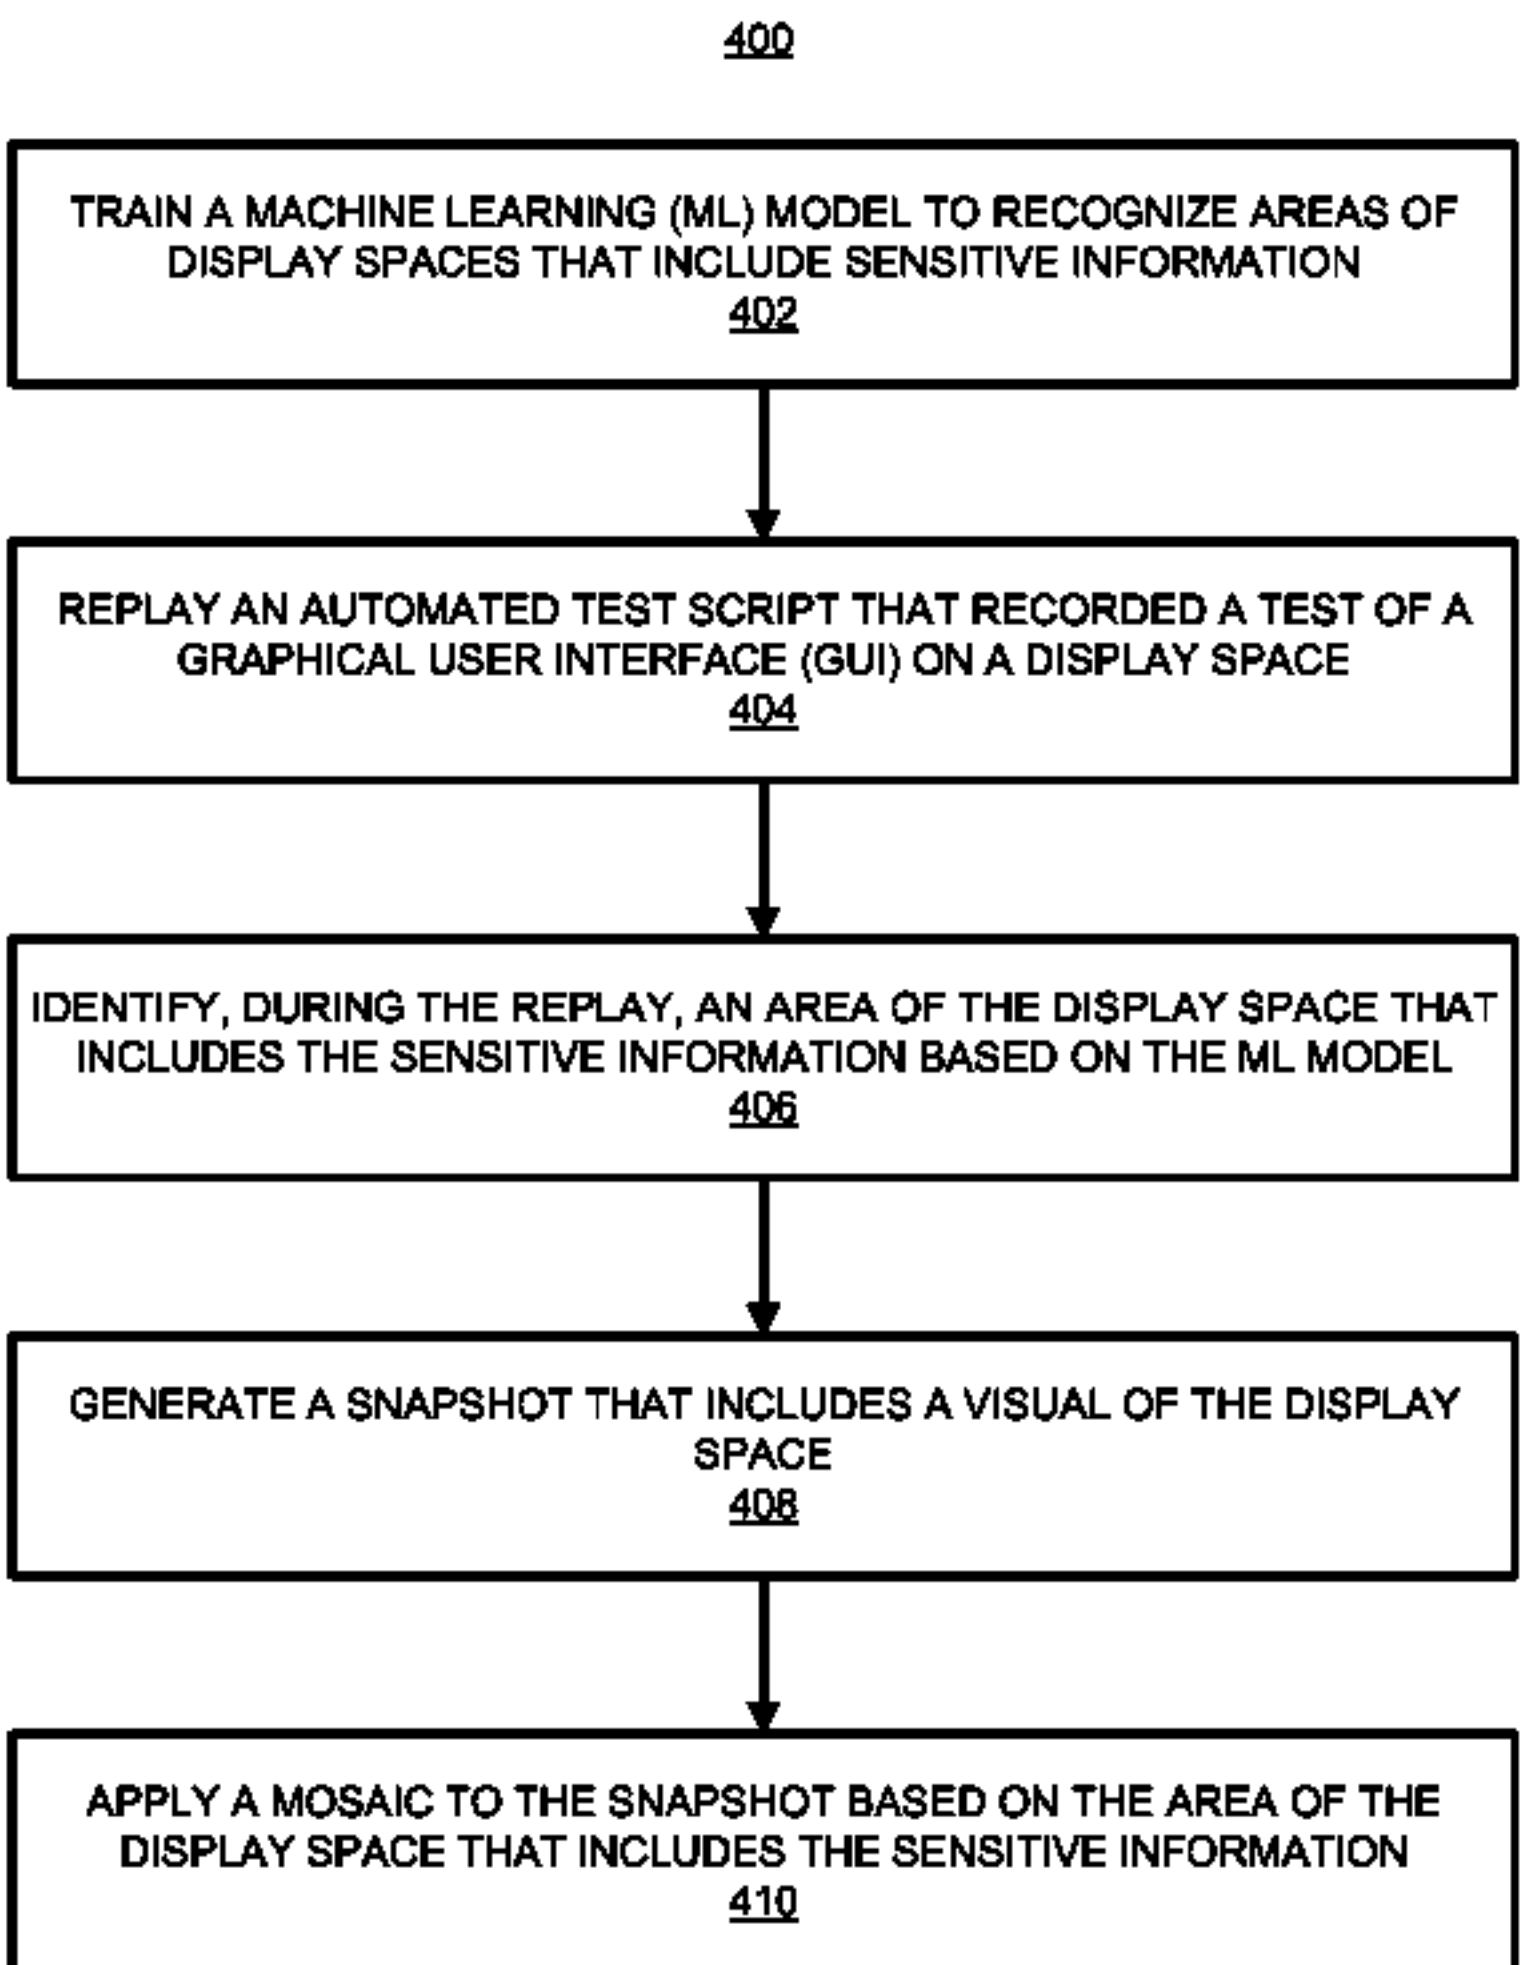 400
TRAIN A MACHINE LEARNING (ML) MODEL TO RECOGNIZE AREAS OF
DISPLAY SPACES THAT INCLUDE SENSITIVE INFORMATION
402
REPLAY AN AUTOMATED TEST SCRIPT THAT RECORDED A TEST OF A
GRAPHICAL USER INTERFACE (GUI) ON A DISPLAY SPACE
404
IDENTIFY, DURING THE REPLAY, AN AREA OF THE DISPLAY SPACE THAT
INCLUDES THE SENSITIVE INFORMATION BASED ON THE ML MODEL
406
GENERATE A SNAPSHOT THAT INCLUDES A VISUAL OF THE DISPLAY
SPACE
408
APPLY A MOSAIC TO THE SNAPSHOT BASED ON THE AREA OF THE
DISPLAY SPACE THAT INCLUDES THE SENSITIVE INFORMATION
410